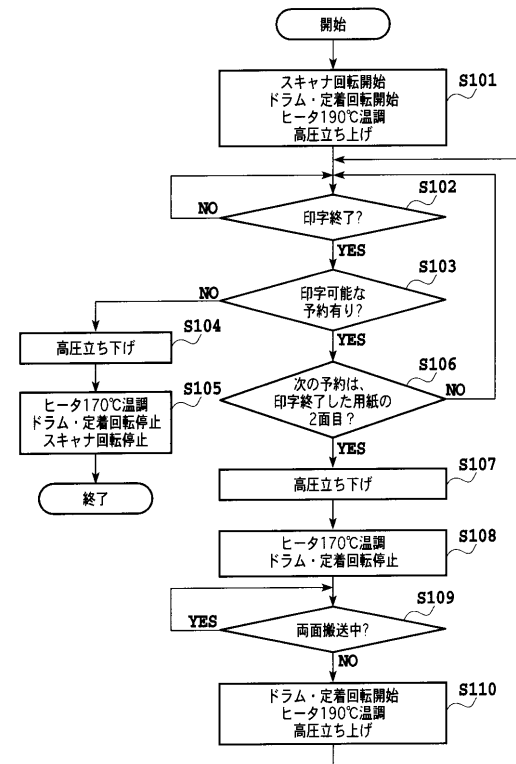 開始
スキャナ回転開始
ドラム・定着回転開始
ヒータ190℃温調
高圧立ち上げ
S101
S102
印字終了?
NO
YES
S103
印字可能な
予約有り?
NO
YES
S104
高圧立ち下げ
S105
ヒータ170℃温調
ドラム・定着回転停止
スキャナ回転停止
終了
S106
次の予約は、
印字終了した用紙の
2面目?
NO
YES
S107
高圧立ち下げ
S108
ヒータ170℃温調
ドラム・定着回転停止
S109
両面搬送中?
YES
NO
S110
ドラム・定着回転開始
ヒータ190℃温調
高圧立ち上げ